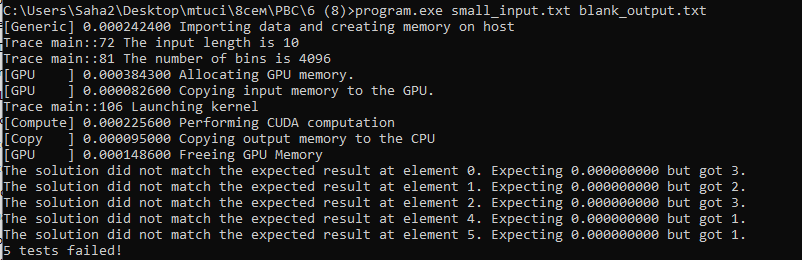 C:\Users\Saha2\Desktop\mtuci\8сем\РВС\6 (8)>program.exe small_input.txt blank_output.txt
[Generic] 0.000242400 Importing data and creating memory on host
Trace main::72 The input length is 10
Trace main::81 The number of bins is 4096
[GPU    ] 0.000384300 Allocating GPU memory.
[GPU    ] 0.000082600 Copying input memory to the GPU.
Trace main::106 Launching kernel
[Compute] 0.000225600 Performing CUDA computation
[Copy   ] 0.000095000 Copying output memory to the CPU
[GPU    ] 0.000148600 Freeing GPU Memory
The solution did not match the expected result at element 0. Expecting 0.000000000 but got 3.
The solution did not match the expected result at element 1. Expecting 0.000000000 but got 2.
The solution did not match the expected result at element 2. Expecting 0.000000000 but got 3.
The solution did not match the expected result at element 4. Expecting 0.000000000 but got 1.
The solution did not match the expected result at element 5. Expecting 0.000000000 but got 1.
5 tests failed!